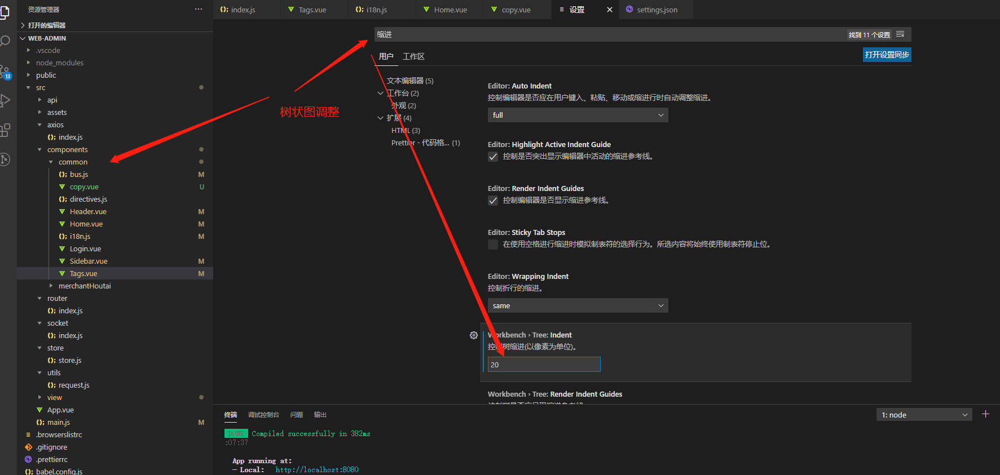 资源管理器
打开的编辑器
WEB-ADMIN
.vscode
node_modules
public
src
api
assets
axios
index.js
components
common
bus.js M
copy.vue U
directives.js
Header.vue M
Home.vue M
i18n.js M
Login.vue
Sidebar.vue M
Tags.vue M
merchantHoutai
router
index.js
socket
index.js
store
store.js
utils
request.js
view
App.vue
main.js M
.browserslistrc
.gitignore
.prettierrc
babel.config.js
13
index.js Tags.vue i18n.js Home.vue copy.vue 设置 settings.json
缩进 找到 11 个设置
用户 工作区 打开设置同步
树状图调整
文本编辑器 (5)
工作台 (2)
外观 (2)
扩展 (4)
HTML (3)
Prettier - 代码格... (1)
Editor: Auto Indent
控制编辑器是否应在用户键入、粘贴、移动或缩进行时自动调整缩进。
full
Editor: Highlight Active Indent Guide
控制是否突出显示编辑器中活动的缩进参考线。
Editor: Render Indent Guides
控制编辑器是否显示缩进参考线。
Editor: Sticky Tab Stops
在使用空格进行缩进时模拟制表符的选择行为。所选内容将始终使用制表符停止位。
Editor: Wrapping Indent
控制折行的缩进。
same
Workbench › Tree: Indent
控制树缩进(以像素为单位)。
20
Workbench › Tree: Render Indent Guides
终端 调试控制台 问题 输出 1: node
DONE Compiled successfully in 382ms
:07:37
App running at:
- Local: http://localhost:8080